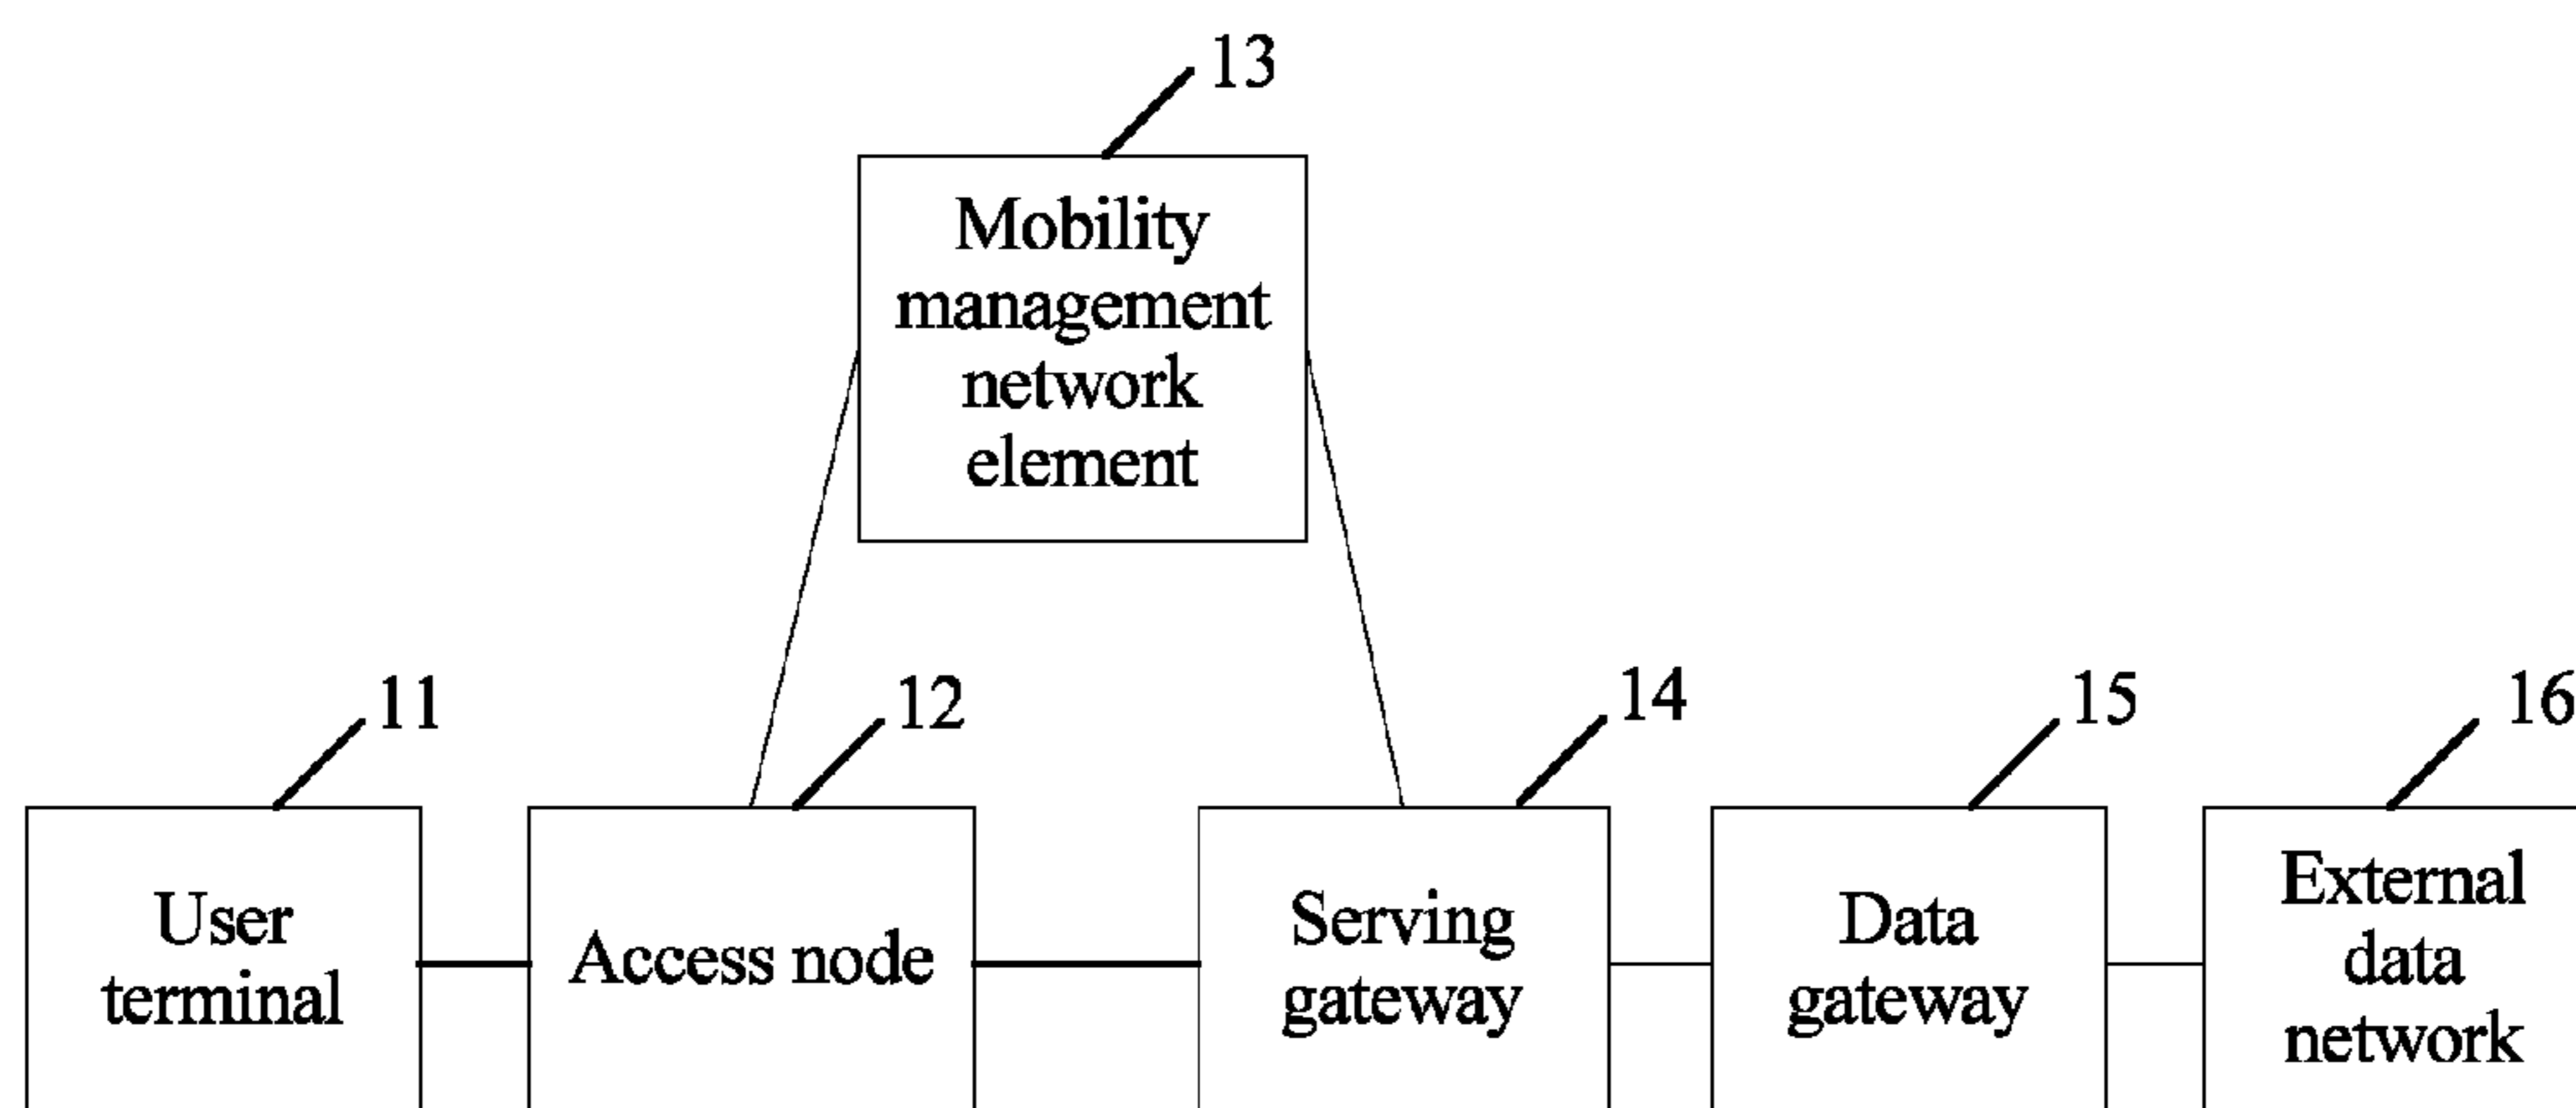 13
Mobility
management
network
element
11
12
14
15
16
User
terminal
Access node
Serving
gateway
Data
gateway
External
data
network